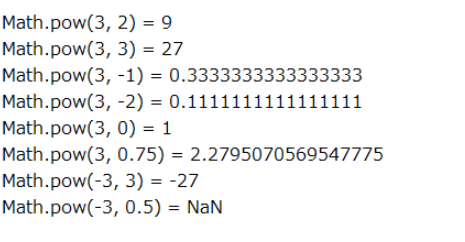 Math.pow(3, 2) = 9
Math.pow(3, 3) = 27
Math.pow(3, -1) = 0.3333333333333333
Math.pow(3, -2) = 0.1111111111111111
Math.pow(3, 0) = 1
Math.pow(3, 0.75) = 2.2795070569547775
Math.pow(-3, 3) = -27
Math.pow(-3, 0.5) = NaN